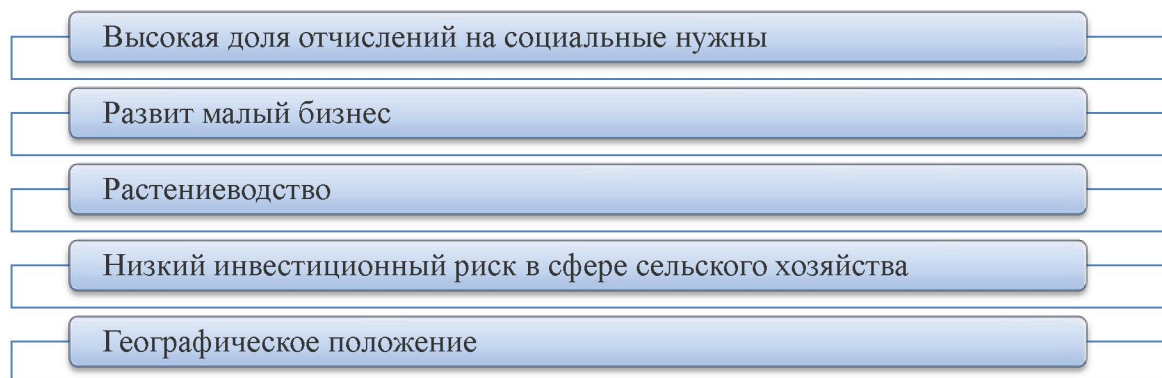 Высокая доля отчислений на социальные нужны
Развит малый бизнес
Растениеводство
Низкий инвестиционный риск в сфере сельского хозяйства
Географическое положение